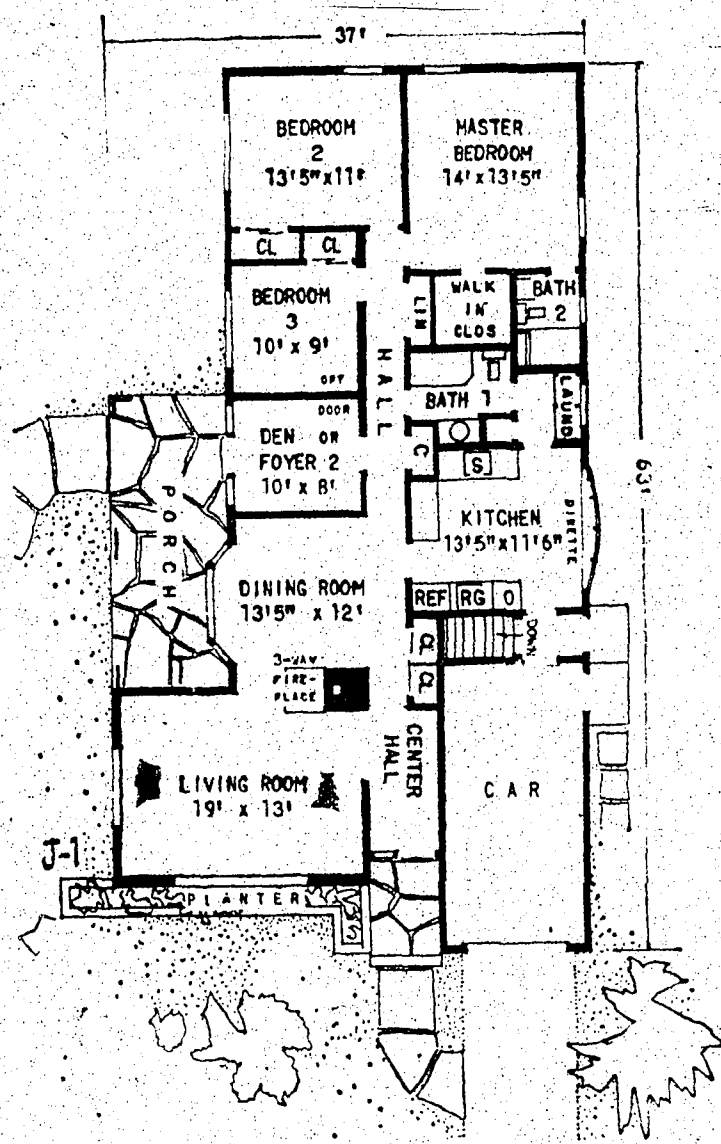 37'
BEDROOM
2
13'5" x 11'
MASTER
BEDROOM
14' x 13'5"
CL
CL
BEDROOM
3
10' x 9'
LIN
WALK
IN
CLOS
BATH
2
HALL
OPT
DOOR
BATH 1
LAUND
DEN OR
FOYER 2
10' x 8'
C
S
63'
PORCH
KITCHEN
13'5" x 11'6"
DINETTE
DINING ROOM
13'5" x 12'
REF
RG
O
DOWN
CL
CL
3-WAY
FIRE-
PLACE
CENTER
HALL
CAR
LIVING ROOM
19' x 13'
J-1
PLANTER